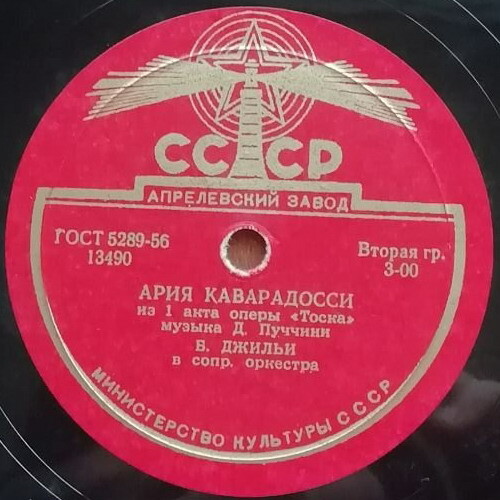 СССР
АПРЕЛЕВСКИЙ ЗАВОД
ГОСТ 5289-56
13490
Вторая гр.
3-00
АРИЯ КАВАРАДОССИ
из 1 акта оперы «Тоска»
музыка Д. Пуччини
Б. ДЖИЛЬИ
в сопр. оркестра
МИНИСТЕРСТВО КУЛЬТУРЫ СССР